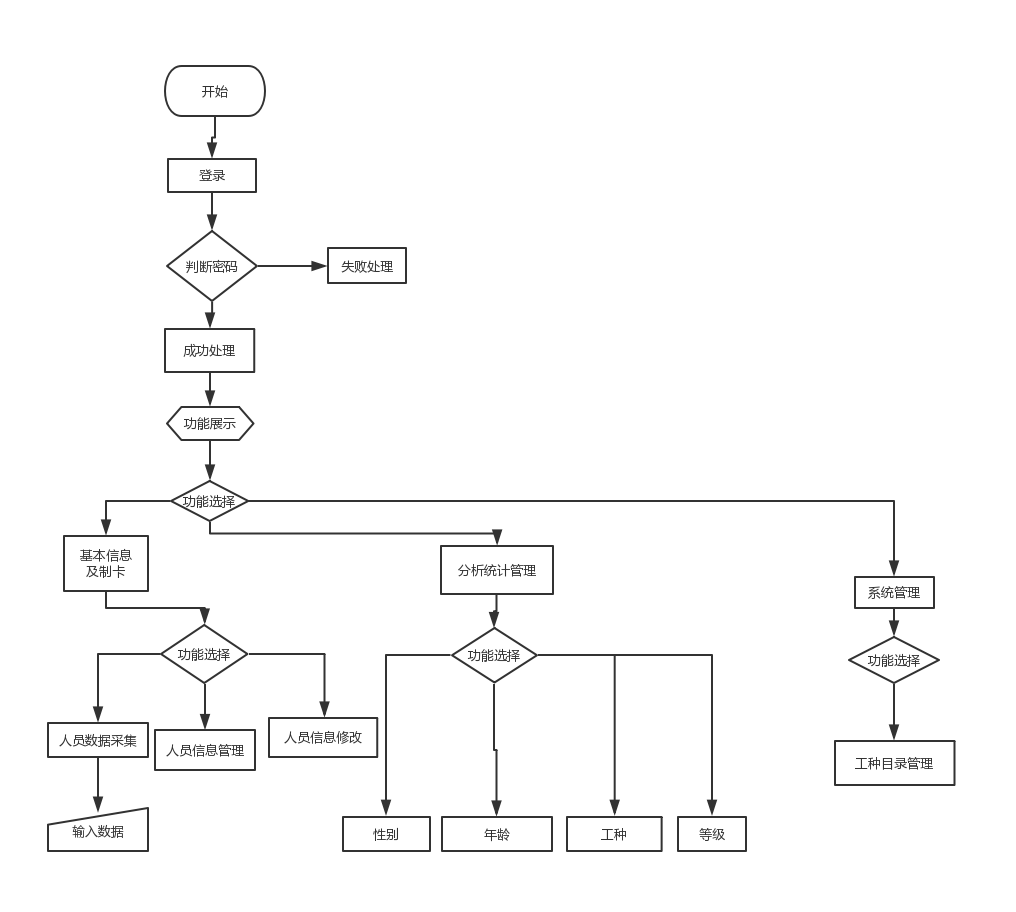 开始
登录
判断密码
失败处理
成功处理
功能展示
功能选择
基本信息
及制卡
分析统计管理
系统管理
功能选择
功能选择
功能选择
人员数据采集
人员信息管理
人员信息修改
工种目录管理
输入数据
性别
年龄
工种
等级